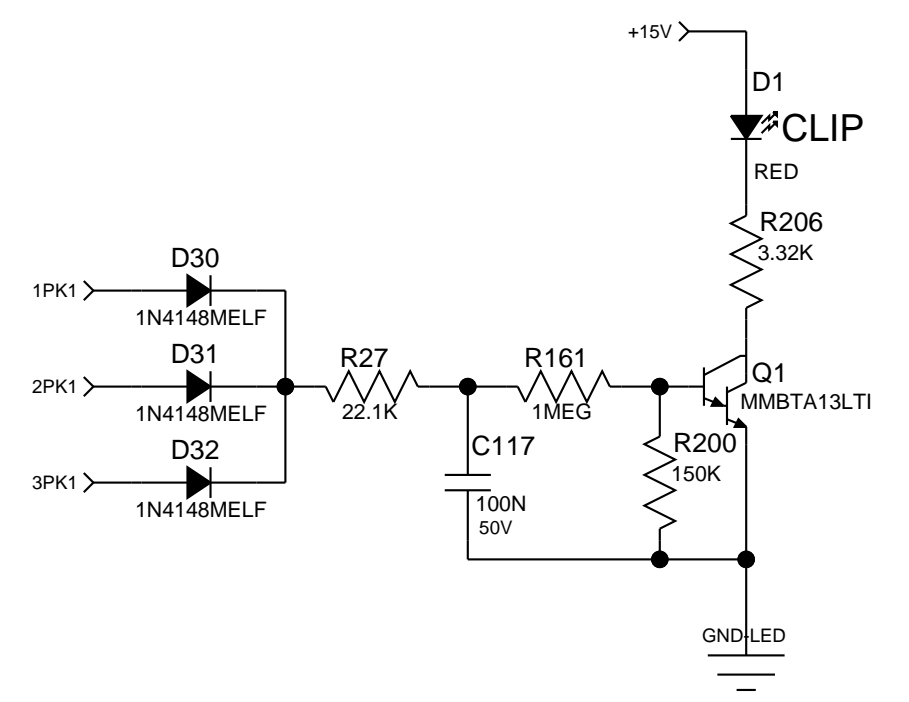 +15V
D1
CLIP
RED
R206
3.32K
D30
1PK1
1N4148MELF
D31
2PK1
1N4148MELF
D32
3PK1
1N4148MELF
R27
22.1K
R161
1MEG
Q1
MMBTA13LTI
C117
100N
50V
R200
150K
GND-LED